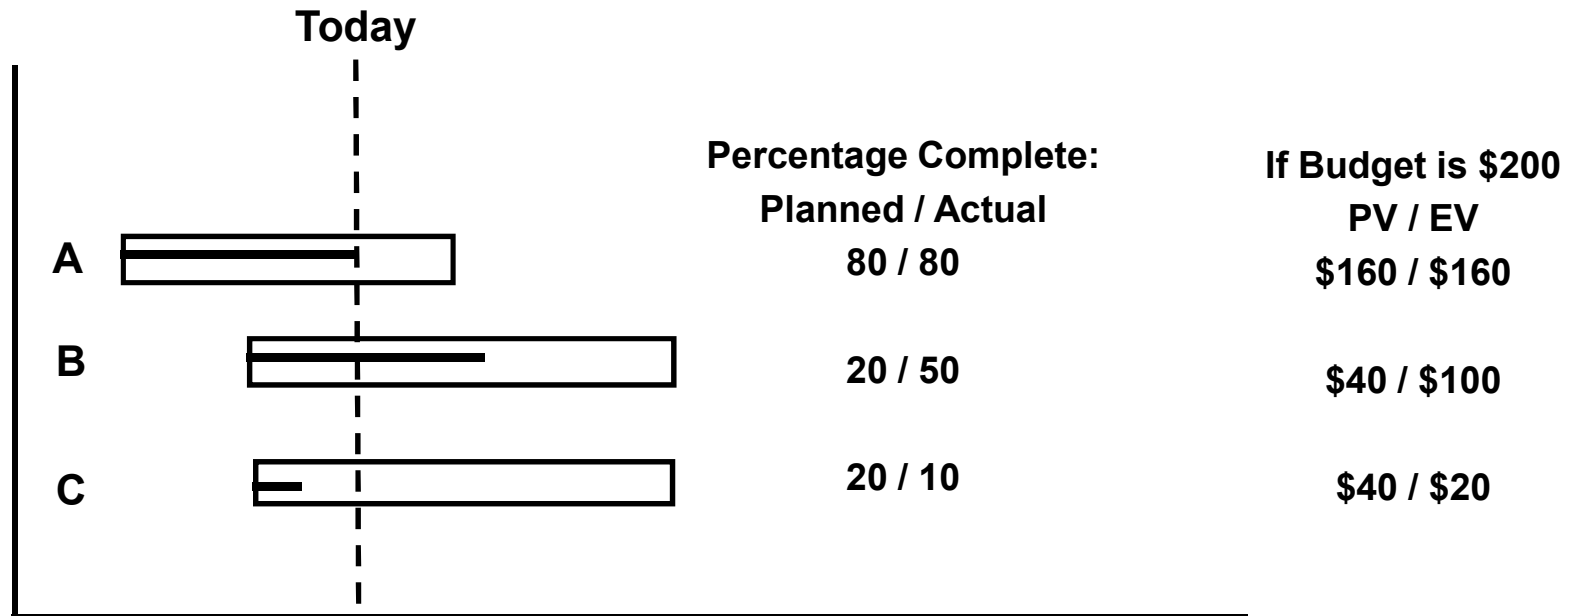 Today
Percentage Complete:
Planned / Actual
If Budget is $200
PV / EV
A
80 / 80
$160 / $160
B
20 / 50
$40 / $100
C
20 / 10
$40 / $20